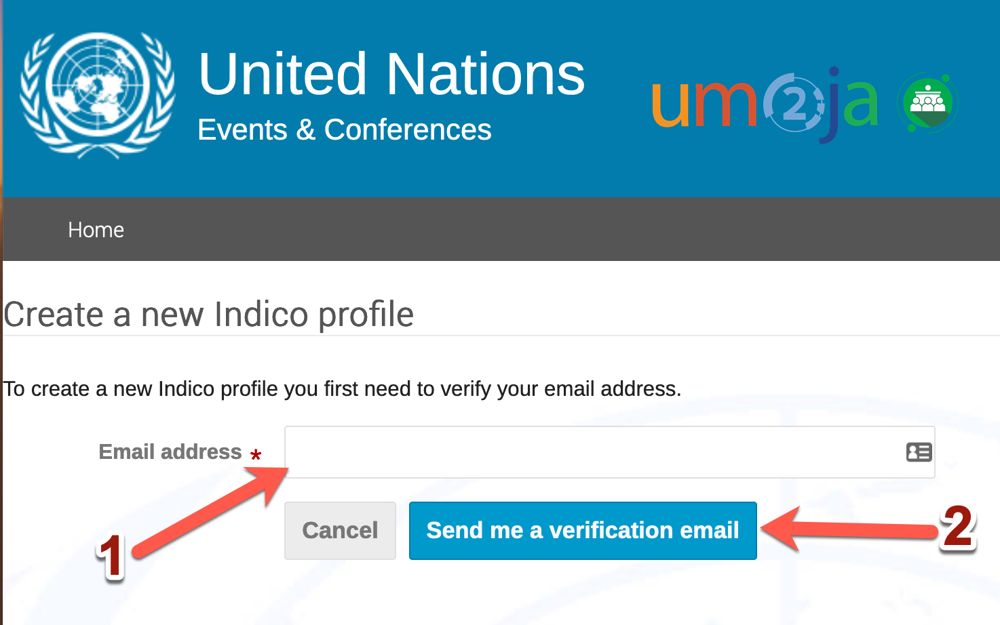 United Nations
Events & Conferences
um2ja
Home
Create a new Indico profile
To create a new Indico profile you first need to verify your email address.
Email address *
Cancel
Send me a verification email
1
2